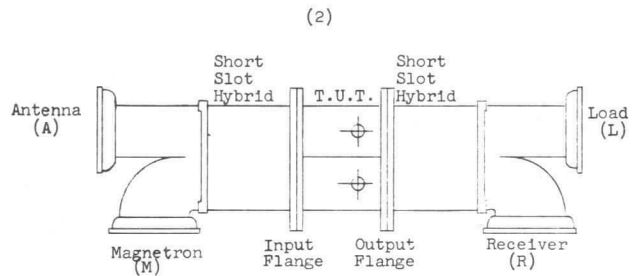 (2)
Short
Slot
Hybrid
T.U.T.
Short
Slot
Hybrid
Antenna
(A)
Load
(L)
Magnetron
(M)
Input
Flange
Output
Flange
Receiver
(R)